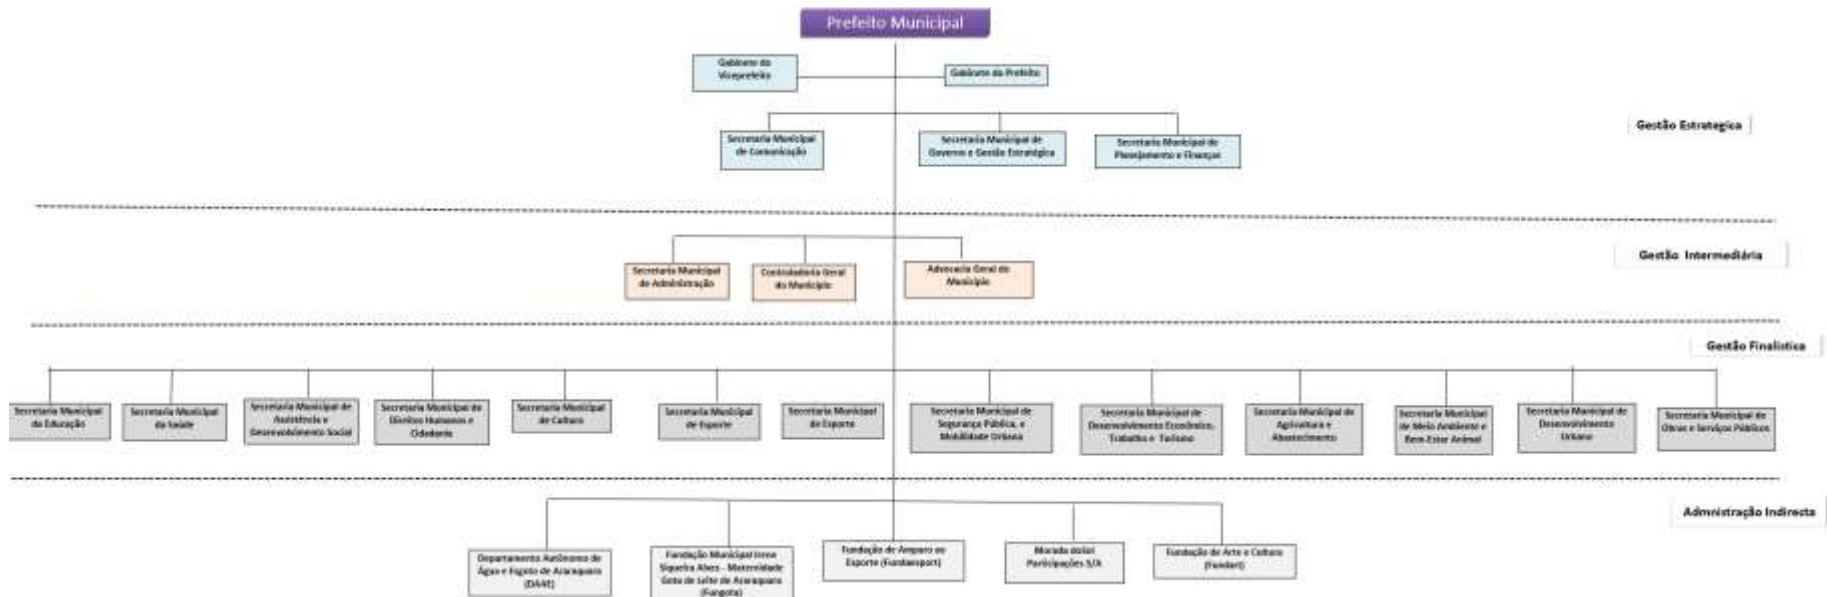 Prefeito Municipal
Gabinete do
Viceprefeito
Gabinete do Prefeito
Gestão Estrategica
Secretaria Municipal
de Comunicação
Secretaria Municipal de
Governo e Gestão Estratégica
Secretaria Municipal de
Planejamento e Finanças
Gestão Intermediária
Secretaria Municipal
de Administração
Controladoria Geral
do Município
Advocacia Geral do
Município
Gestão Finalística
Secretaria Municipal
da Educação
Secretaria Municipal
da Saúde
Secretaria Municipal de
Assistência e
Desenvolvimento Social
Secretaria Municipal de
Direitos Humanos e
Cidadania
Secretaria Municipal
de Cultura
Secretaria Municipal
de Esporte
Secretaria Municipal
de Esporte
Secretaria Municipal de
Segurança Pública, e
Mobilidade Urbana
Secretaria Municipal de
Desenvolvimento Econômico,
Trabalho e Turismo
Secretaria Municipal de
Agricultura e
Abastecimento
Secretaria Municipal
de Meio Ambiente e
Bem-Estar Animal
Secretaria Municipal de
Desenvolvimento
Urbano
Secretaria Municipal de
Obras e Serviços Públicos
Admnistração Indirecta
Departamento Autônomo de
Água e Esgoto de Araraquara
(DAAE)
Fundação Municipal Irene
Siqueira Alves - Maternidade
Gota de Leite de Araraquara
(Fungota)
Fundação de Amparo ao
Esporte (Fundesport)
Morada
Participações S/A
Fundação de Arte e Cultura
(Fundart)